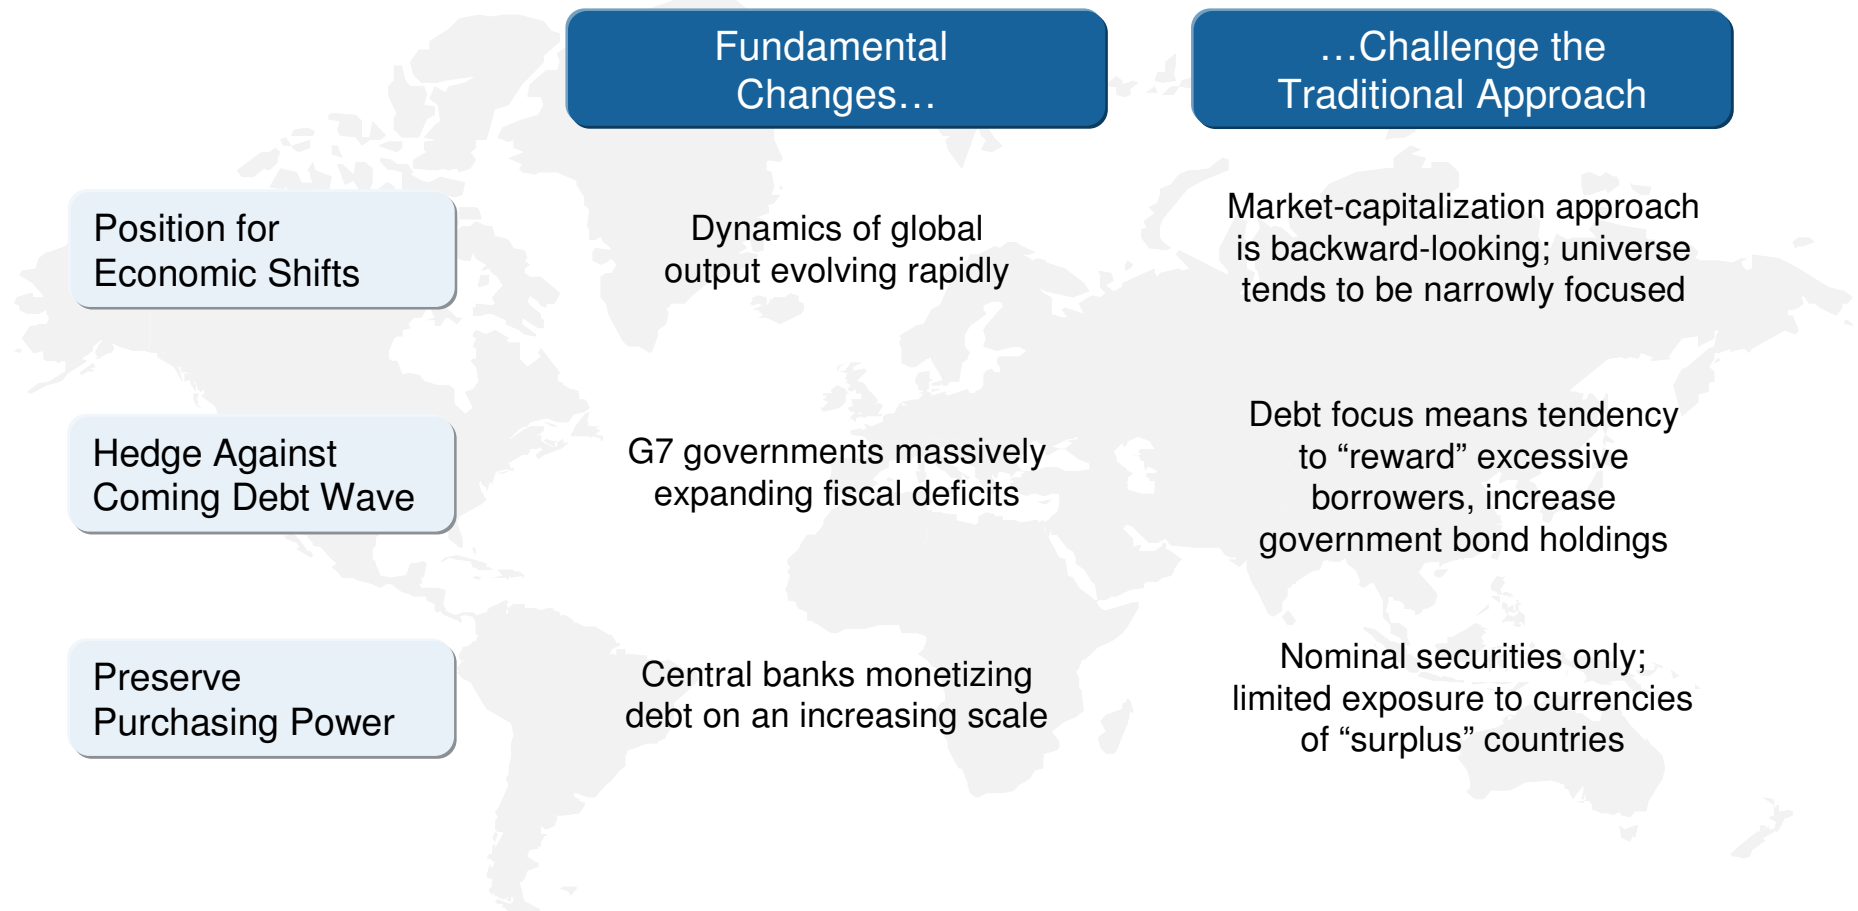 Fundamental
Changes…
…Challenge the
Traditional Approach
Position for
Economic Shifts
Dynamics of global
output evolving rapidly
Market-capitalization approach
is backward-looking; universe
tends to be narrowly focused
Hedge Against
Coming Debt Wave
G7 governments massively
expanding fiscal deficits
Debt focus means tendency
to “reward” excessive
borrowers, increase
government bond holdings
Preserve
Purchasing Power
Central banks monetizing
debt on an increasing scale
Nominal securities only;
limited exposure to currencies
of “surplus” countries